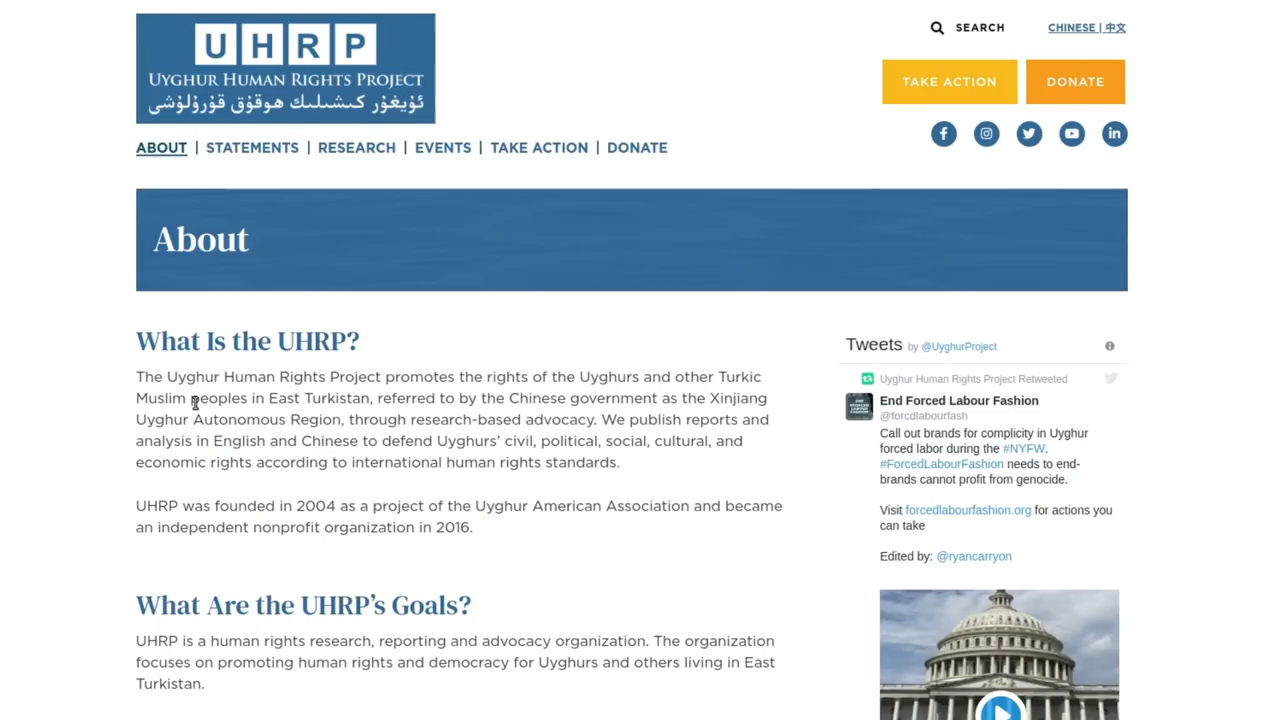 UHRP
UYGHUR HUMAN RIGHTS PROJECT
ئۇيغۇر كىشىلىك ھوقۇق قۇرۇلۇشى
SEARCH
CHINESE | 中文
TAKE ACTION
DONATE
ABOUT | STATEMENTS | RESEARCH | EVENTS | TAKE ACTION | DONATE
About
What Is the UHRP?
The Uyghur Human Rights Project promotes the rights of the Uyghurs and other Turkic
Muslim peoples in East Turkistan, referred to by the Chinese government as the Xinjiang
Uyghur Autonomous Region, through research-based advocacy. We publish reports and
analysis in English and Chinese to defend Uyghurs’ civil, political, social, cultural, and
economic rights according to international human rights standards.
UHRP was founded in 2004 as a project of the Uyghur American Association and became
an independent nonprofit organization in 2016.
What Are the UHRP’s Goals?
UHRP is a human rights research, reporting and advocacy organization. The organization
focuses on promoting human rights and democracy for Uyghurs and others living in East
Turkistan.
Tweets by @UyghurProject
Uyghur Human Rights Project Retweeted
End Forced Labour Fashion
@forcdlabourfash
Call out brands for complicity in Uyghur
forced labor during the #NYFW.
#ForcedLabourFashion needs to end-
brands cannot profit from genocide.
Visit forcedlabourfashion.org for actions you
can take
Edited by: @ryancarryon